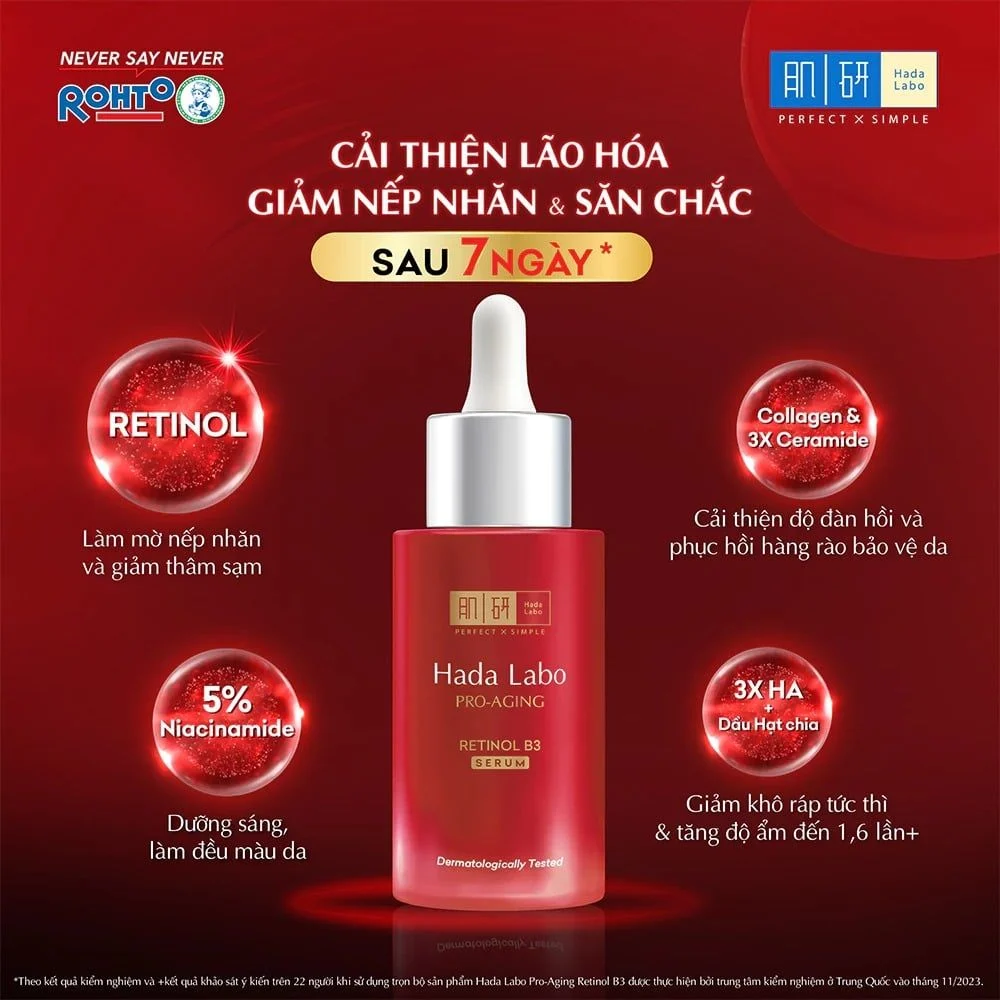 NEVER SAY NEVER
ROHTO
肌研
Hada
Labo
PERFECT X SIMPLE
CẢI THIỆN LÃO HÓA
GIẢM NẾP NHĂN & SĂN CHẮC
SAU 7 NGÀY*
RETINOL
Làm mờ nếp nhăn
và giảm thâm sạm
Collagen &
3X Ceramide
Cải thiện độ đàn hồi và
phục hồi hàng rào bảo vệ da
肌研
Hada
Labo
PERFECT X SIMPLE
Hada Labo
PRO-AGING
RETINOL B3
SERUM
Dermatologically Tested
5%
Niacinamide
Dưỡng sáng,
làm đều màu da
3X HA
+
Dầu Hạt chia
Giảm khô ráp tức thì
& tăng độ ẩm đến 1,6 lần+
*Theo kết quả kiểm nghiệm và +kết quả khảo sát ý kiến trên 22 người khi sử dụng trọn bộ sản phẩm Hada Labo Pro-Aging Retinol B3 được thực hiện bởi trung tâm kiểm nghiệm ở Trung Quốc vào tháng 11/2023.